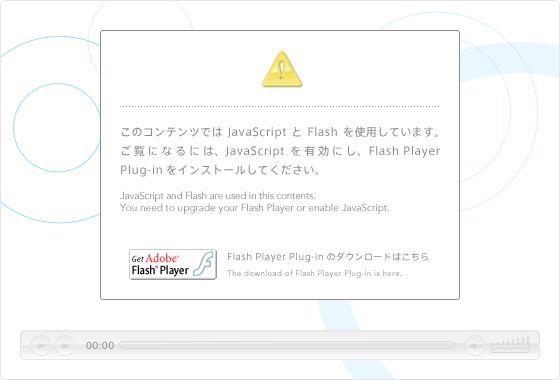 このコンテンツでは JavaScript と Flash を使用しています。
ご覧になるには、JavaScript を有効にし、Flash Player
Plug-in をインストールしてください。
JavaScript and Flash are used in this contents.
You need to upgrade your Flash Player or enable JavaScript.
Get Adobe®
Flash® Player
Flash Player Plug-in のダウンロードはこちら
The download of Flash Player Plug-in is here.
00:00